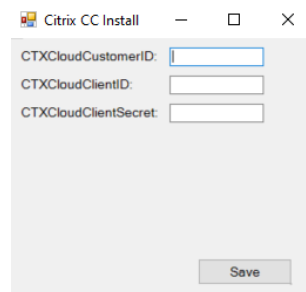 Citrix CC Install
CTXCloudCustomerID:
CTXCloudClientID:
CTXCloudClientSecret:
Save